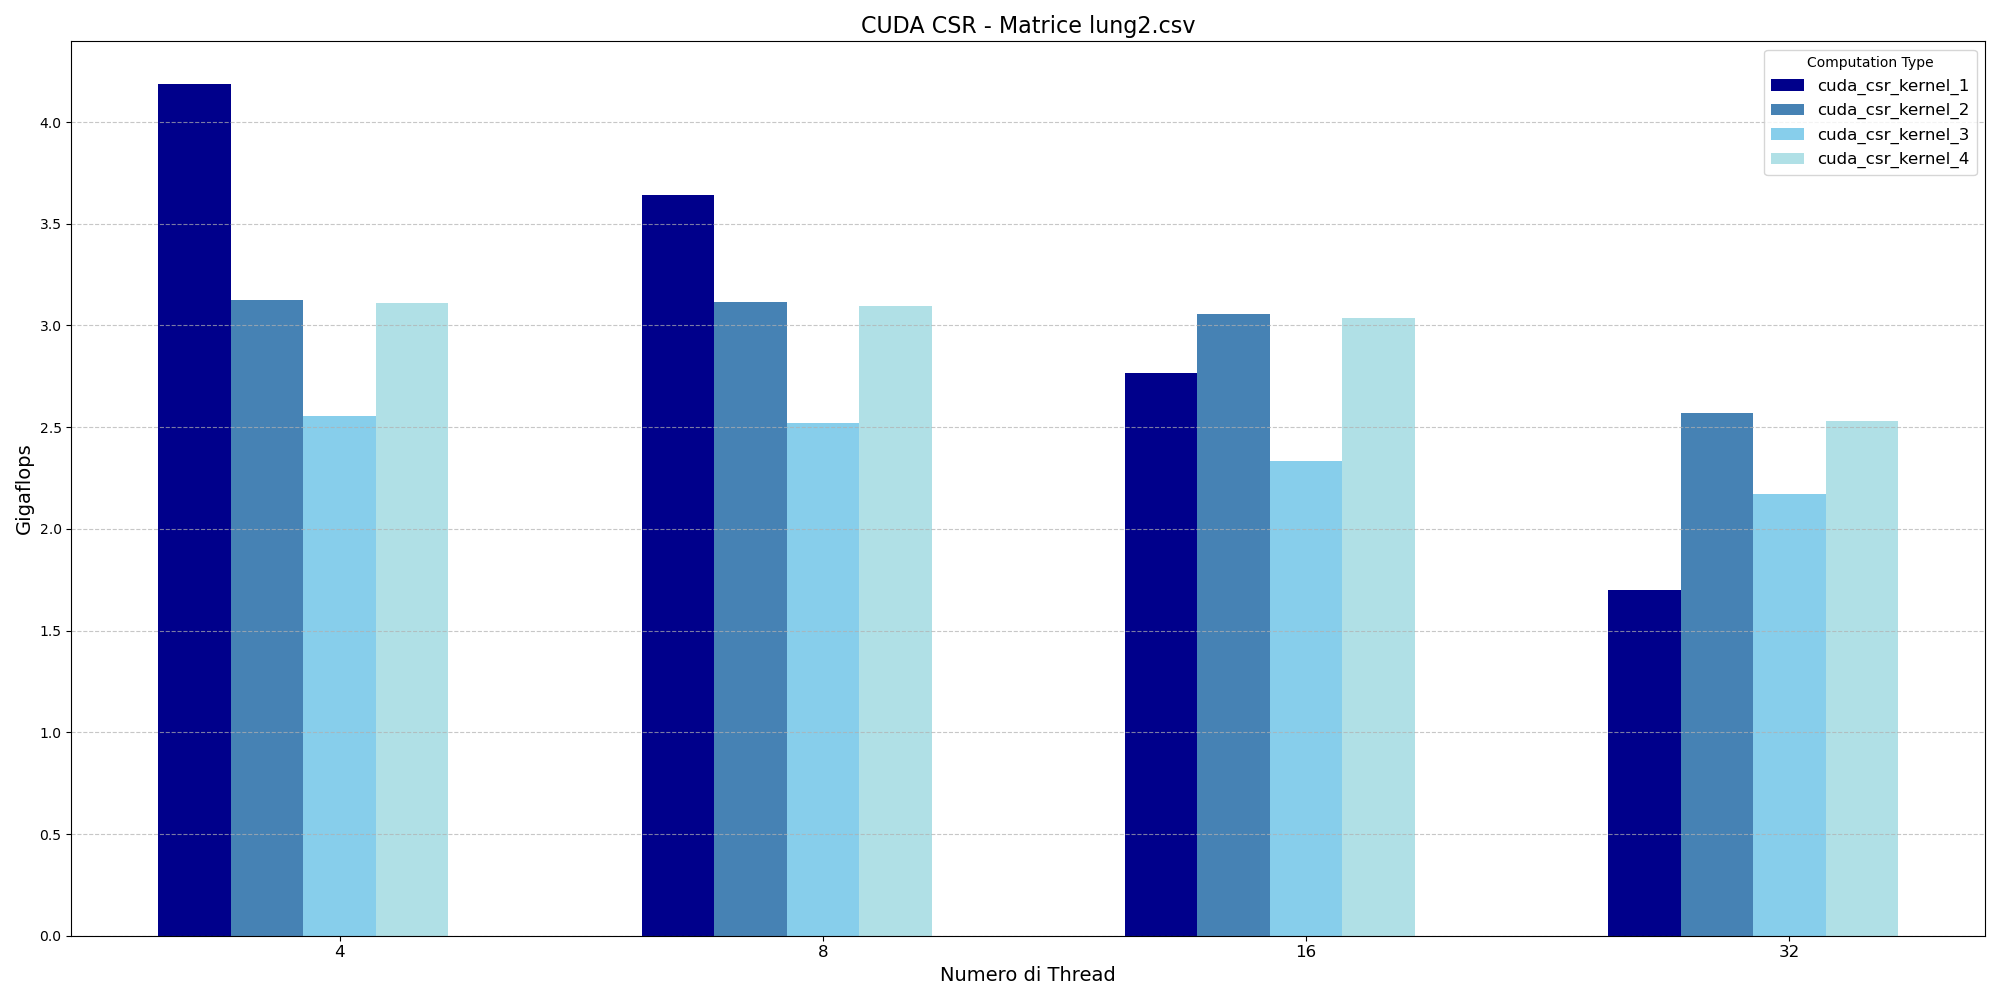 CUDA CSR - Matrice lung2.csv
Computation Type
cuda_csr_kernel_1
cuda_csr_kernel_2
cuda_csr_kernel_3
cuda_csr_kernel_4
Gigaflops
4.0
3.5
3.0
2.5
2.0
1.5
1.0
0.5
0.0
4 8 16 32
Numero di Thread